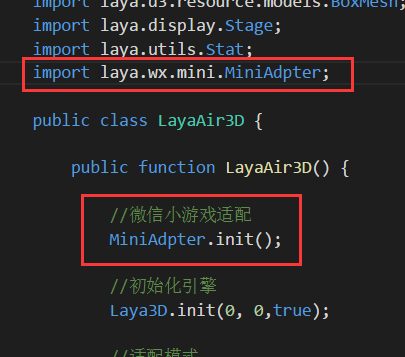 import laya.d3.resource.models.BoxMesh;
import laya.display.Stage;
import laya.utils.Stat;
import laya.wx.mini.MiniAdpter;
public class LayaAir3D {
public function LayaAir3D() {
//微信小游戏适配
MiniAdpter.init();
//初始化引擎
Laya3D.init(0, 0,true);
//适配模式